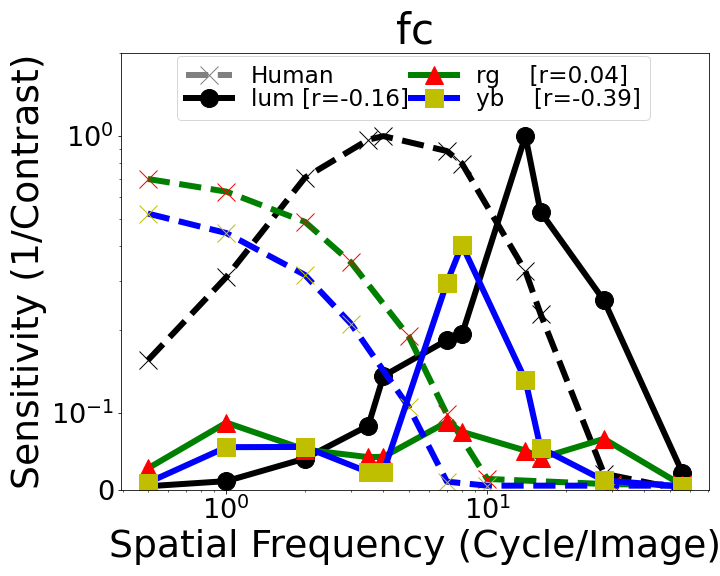 fc
Human
lum [r=-0.16]
rg [r=0.04]
yb [r=-0.39]
Sensitivity (1/Contrast)
10⁰
10⁻¹
0
10⁰
10¹
Spatial Frequency (Cycle/Image)